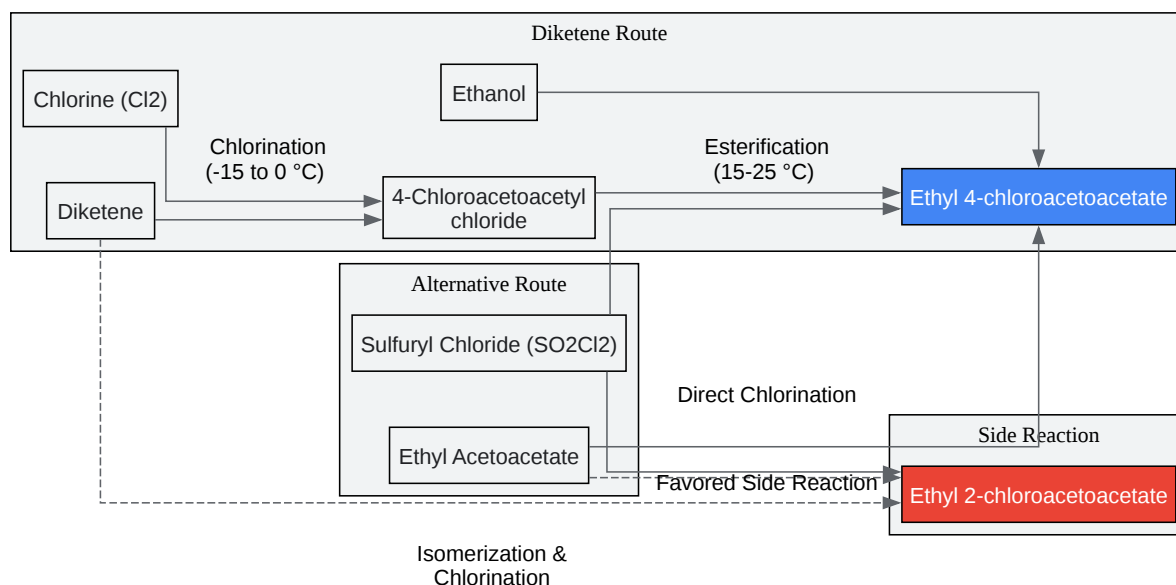 Diketene Route
Chlorine (Cl2)
Ethanol
Chlorination
(-15 to 0 °C)
Esterification
(15-25 °C)
Diketene
4-Chloroacetoacetyl
chloride
Ethyl 4-chloroacetoacetate
Alternative Route
Sulfuryl Chloride (SO2Cl2)
Direct Chlorination
Ethyl Acetoacetate
Side Reaction
Favored Side Reaction
Ethyl 2-chloroacetoacetate
Isomerization &
Chlorination